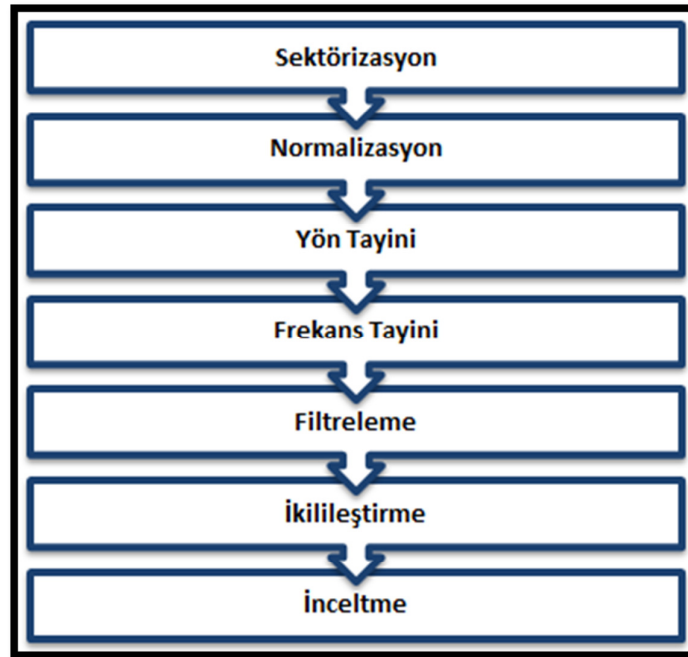 Sektörizasyon
Normalizasyon
Yön Tayini
Frekans Tayini
Filtreleme
İkilileştirme
İnceltme